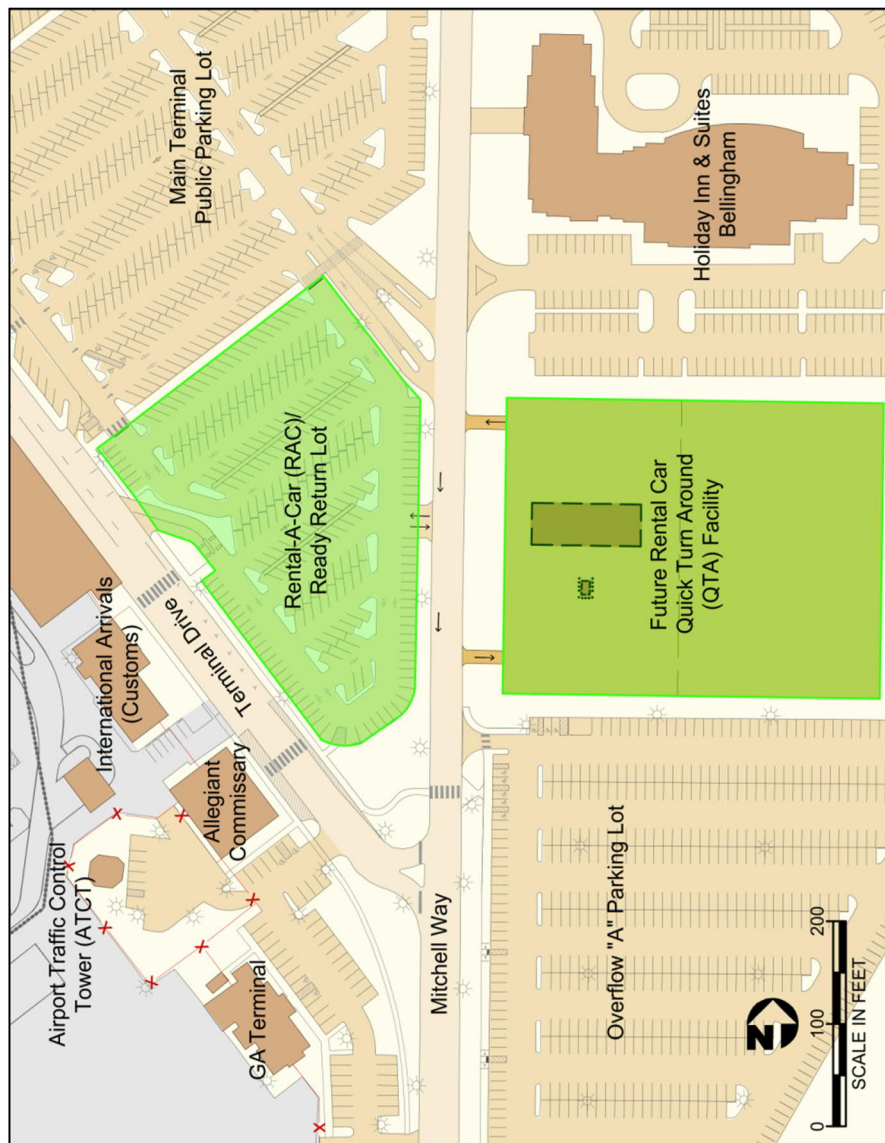 Main Terminal
Public Parking Lot
Holiday Inn & Suites
Bellingham
Rental-A-Car (RAC)/
Ready Return Lot
Future Rental Car
Quick Turn Around
(QTA) Facility
International Arrivals
(Customs)
Terminal Drive
Allegiant
Commissary
Airport Traffic Control
Tower (ATCT)
GA Terminal
Mitchell Way
Overflow "A" Parking Lot
N
0
100
200
SCALE IN FEET